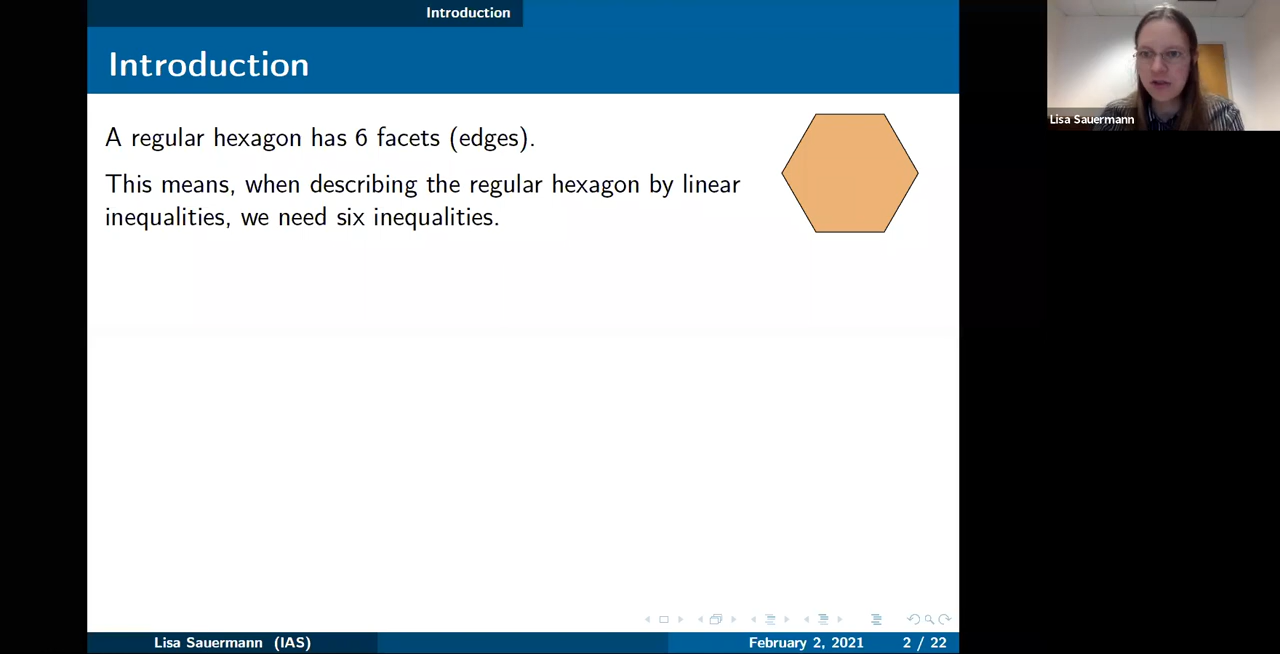 Introduction
Introduction
A regular hexagon has 6 facets (edges).
This means, when describing the regular hexagon by linear
inequalities, we need six inequalities.
Lisa Sauermann
Lisa Sauermann (IAS)
February 2, 2021
2 / 22